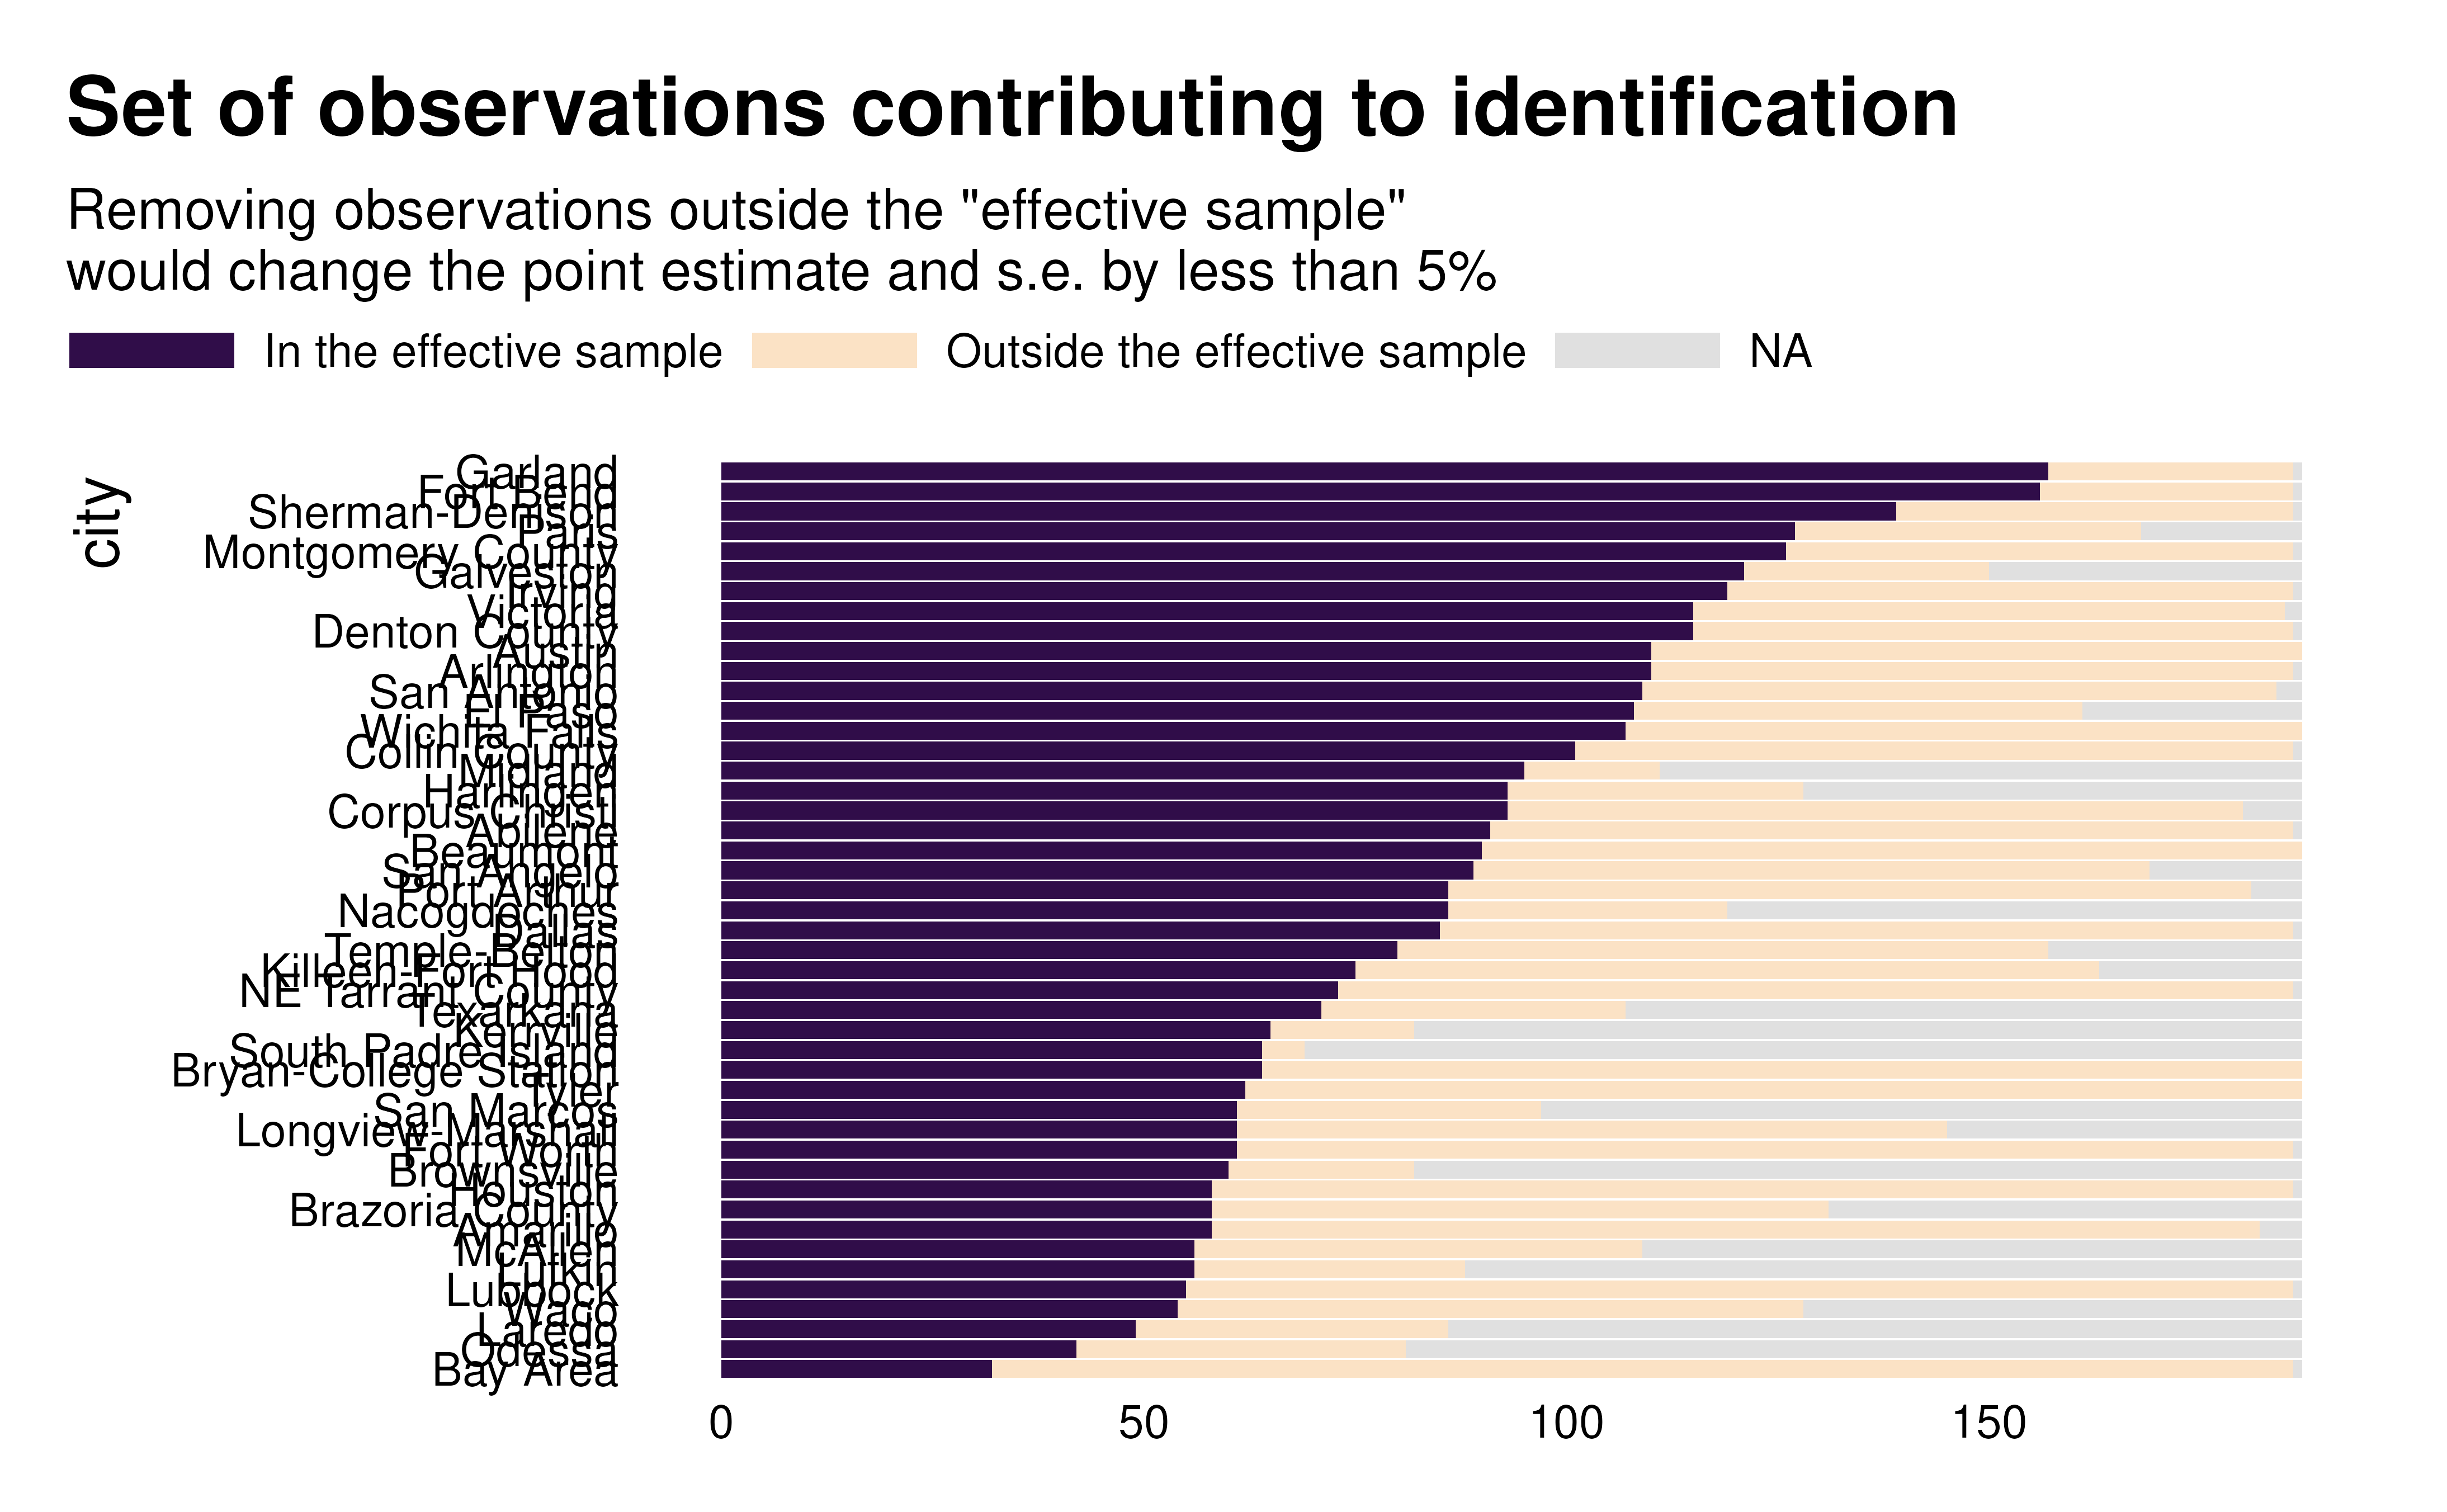 Set of observations contributing to identification
Removing observations outside the "effective sample"
would change the point estimate and s.e. by less than 5%
In the effective sample Outside the effective sample NA
city
Garland
Fort Bend
Sherman-Denison
Paris
Montgomery County
Galveston
Irving
Victoria
Denton County
Austin
Arlington
San Antonio
El Paso
Wichita Falls
Collin County
Midland
Harlingen
Corpus Christi
Abilene
Beaumont
San Angelo
Port Arthur
Nacogdoches
Dallas
Temple-Belton
Killeen-Fort Hood
NE Tarrant County
Texarkana
Kerrville
South Padre Island
Bryan-College Station
Tyler
San Marcos
Longview-Marshall
Fort Worth
Brownsville
Houston
Brazoria County
Amarillo
McAllen
Lufkin
Lubbock
Waco
Laredo
Odessa
Bay Area
0 50 100 150